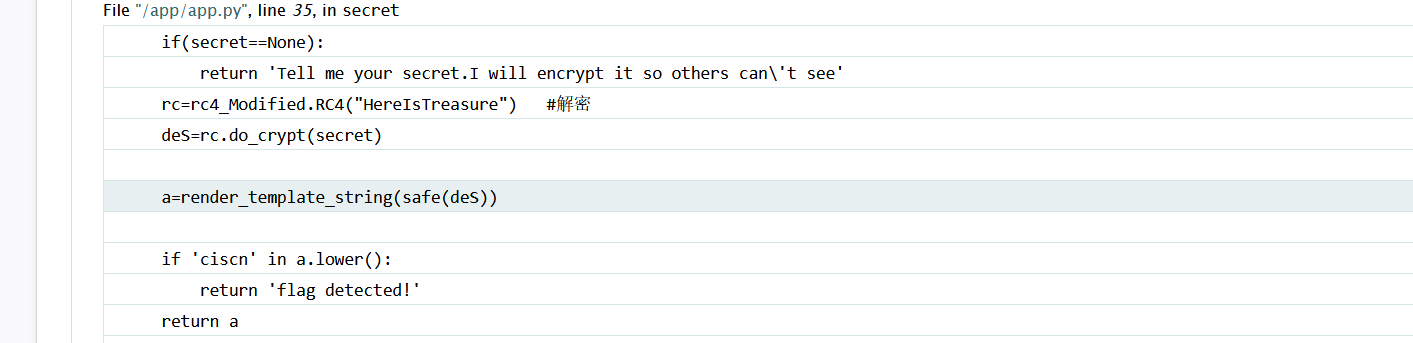 File "/app/app.py", line 35, in secret
if(secret==None):
return 'Tell me your secret.I will encrypt it so others can\'t see'
rc=rc4_Modified.RC4("HereIsTreasure")   #解密
deS=rc.do_crypt(secret)
a=render_template_string(safe(deS))
if 'ciscn' in a.lower():
return 'flag detected!'
return a